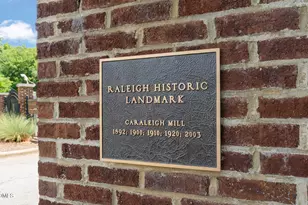 RALEIGH HISTORIC
LANDMARK
CARALEIGH MILL
1892, 1900, 1910, 1920, 2003